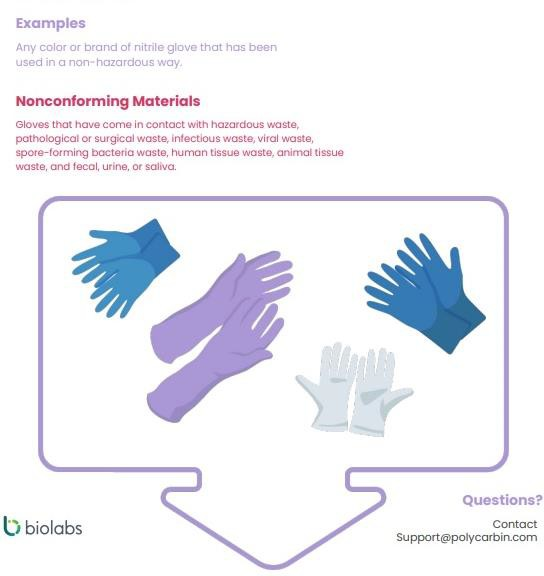 Examples
Any color or brand of nitrile glove that has been
used in a non-hazardous way.
Nonconforming Materials
Gloves that have come in contact with hazardous waste,
pathological or surgical waste, infectious waste, viral waste,
spore-forming bacteria waste, human tissue waste, animal tissue
waste, and fecal, urine, or saliva.
Questions?
Contact
Support@polycarbin.com
biolabs